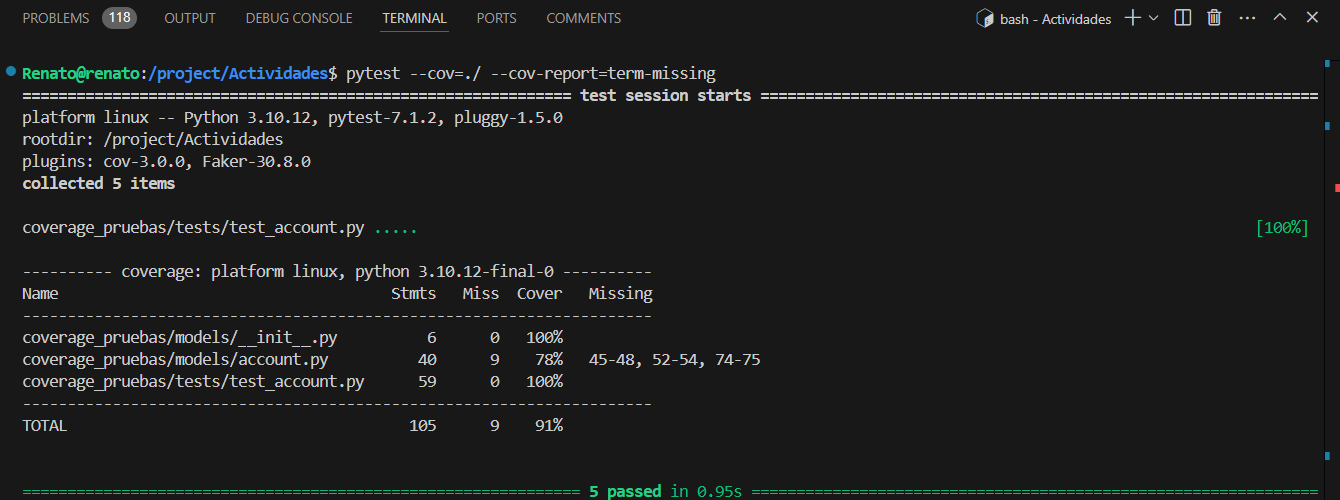 PROBLEMS 118 OUTPUT DEBUG CONSOLE TERMINAL PORTS COMMENTS bash - Actividades
Renato@renato:/project/Actividades$ pytest --cov=./ --cov-report=term-missing
============================================================= test session starts ==============================================================
platform linux -- Python 3.10.12, pytest-7.1.2, pluggy-1.5.0
rootdir: /project/Actividades
plugins: cov-3.0.0, Faker-30.8.0
collected 5 items
coverage_pruebas/tests/test_account.py ..... [100%]
---------- coverage: platform linux, python 3.10.12-final-0 ----------
Name Stmts Miss Cover Missing
----------------------------------------------------------------------
coverage_pruebas/models/__init__.py 6 0 100%
coverage_pruebas/models/account.py 40 9 78% 45-48, 52-54, 74-75
coverage_pruebas/tests/test_account.py 59 0 100%
----------------------------------------------------------------------
TOTAL 105 9 91%
============================================================== 5 passed in 0.95s ===============================================================